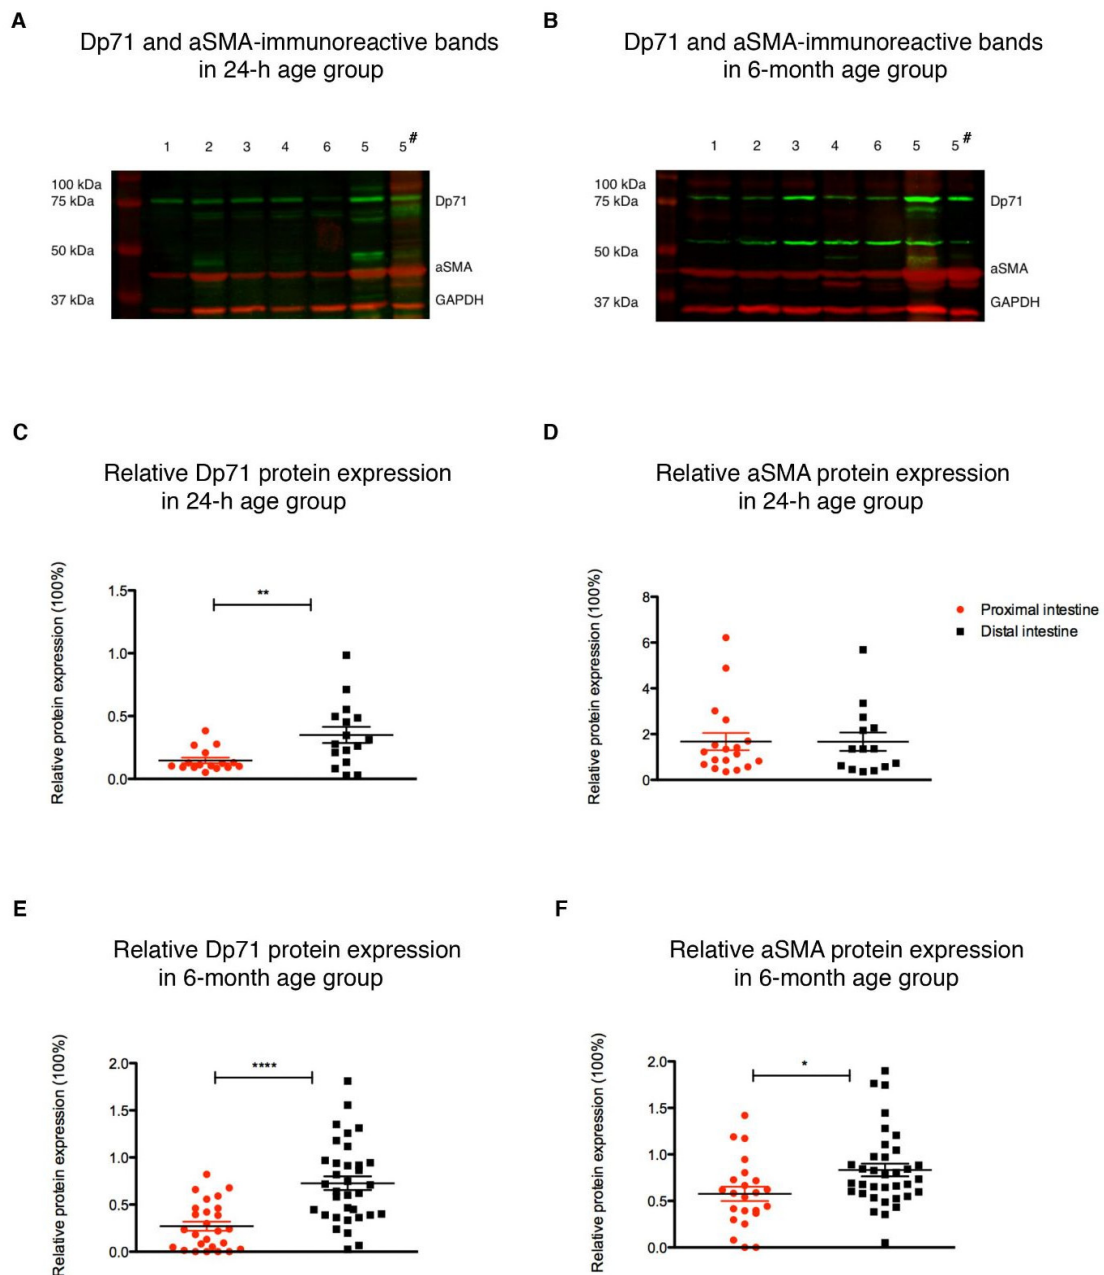 A
Dp71 and aSMA-immunoreactive bands
in 24-h age group
1 2 3 4 6 5 5#
100 kDa
75 kDa
50 kDa
37 kDa
Dp71
aSMA
GAPDH
B
Dp71 and aSMA-immunoreactive bands
in 6-month age group
1 2 3 4 6 5 5#
100 kDa
75 kDa
50 kDa
37 kDa
Dp71
aSMA
GAPDH
C
Relative Dp71 protein expression
in 24-h age group
Relative protein expression (100%)
1.5
1.0
0.5
0.0
**
D
Relative aSMA protein expression
in 24-h age group
Relative protein expression (100%)
8
6
4
2
0
Proximal intestine
Distal intestine
E
Relative Dp71 protein expression
in 6-month age group
Relative protein expression (100%)
2.0
1.5
1.0
0.5
0.0
****
F
Relative aSMA protein expression
in 6-month age group
Relative protein expression (100%)
2.0
1.5
1.0
0.5
0.0
*